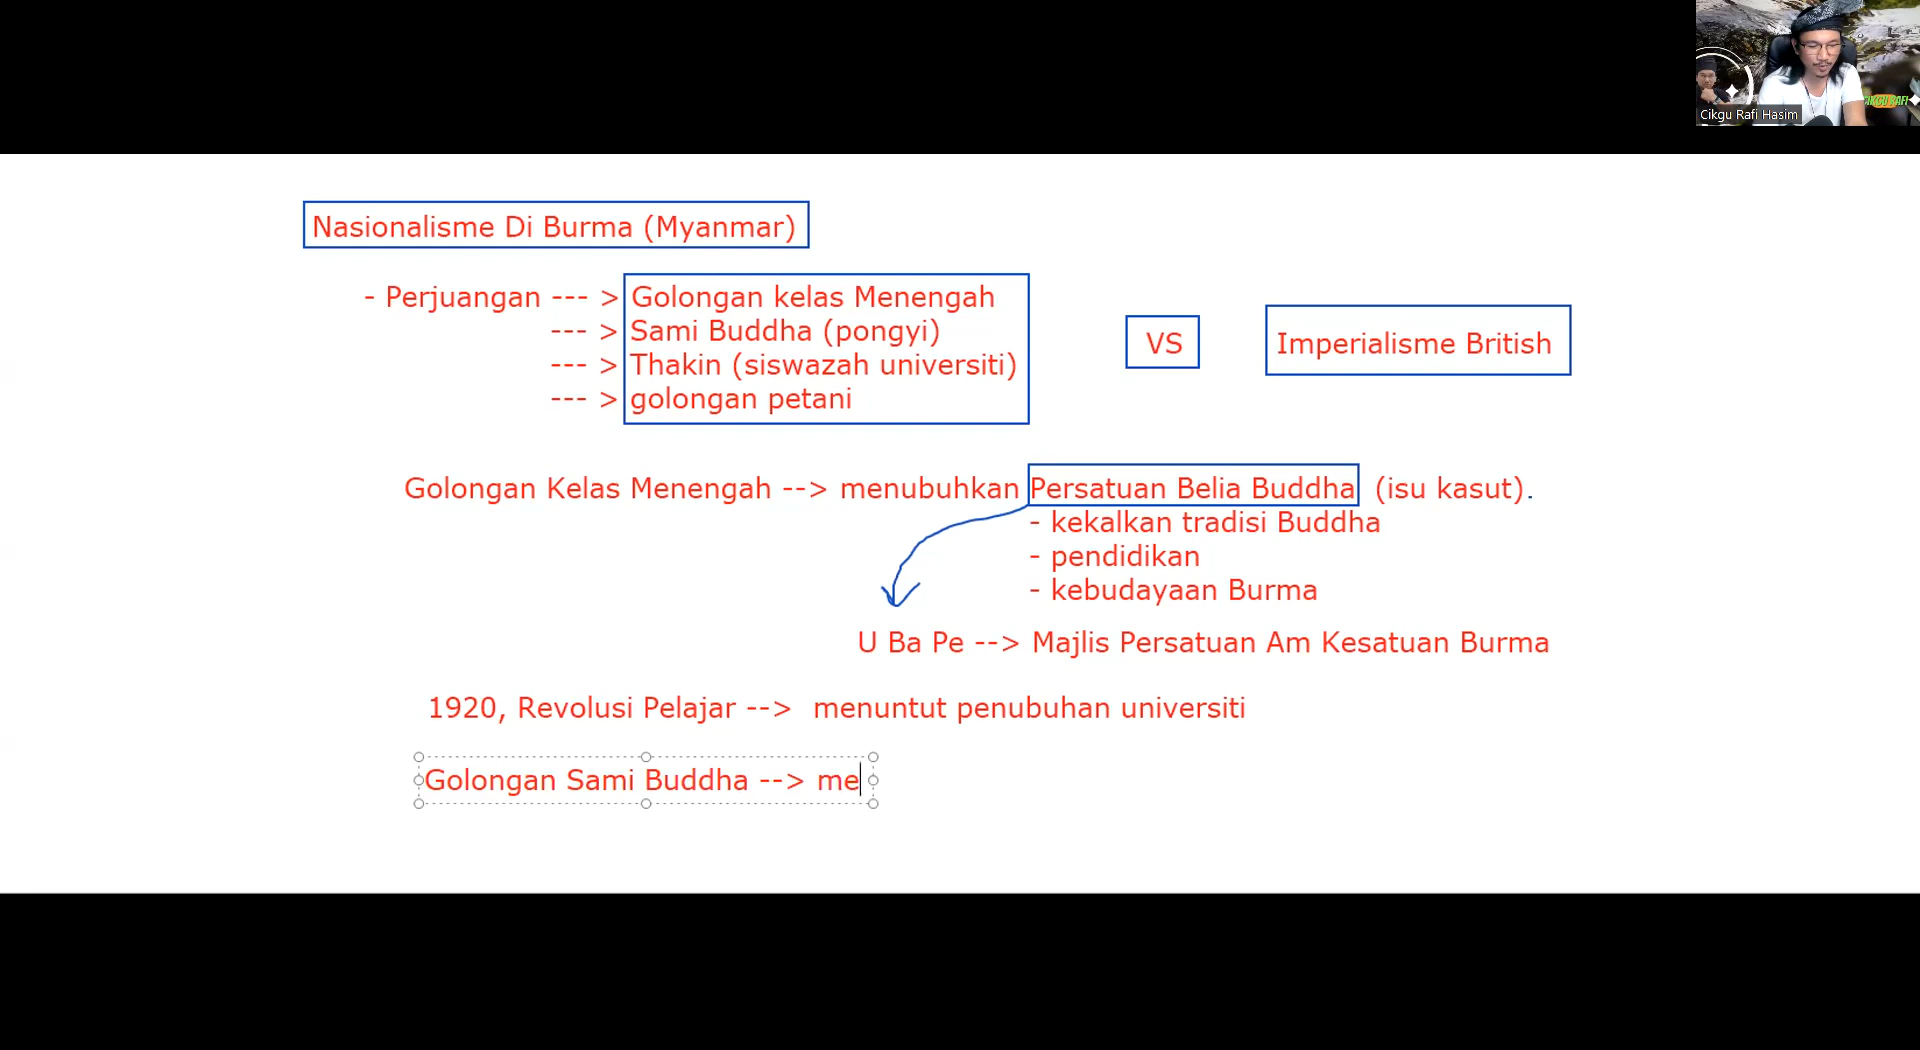 Cikgu Rafi Hasim
Nasionalisme Di Burma (Myanmar)
- Perjuangan --- > Golongan kelas Menengah
--- > Sami Buddha (pongyi)
--- > Thakin (siswazah universiti)
--- > golongan petani
VS
Imperialisme British
Golongan Kelas Menengah --> menubuhkan Persatuan Belia Buddha (isu kasut).
- kekalkan tradisi Buddha
- pendidikan
- kebudayaan Burma
U Ba Pe --> Majlis Persatuan Am Kesatuan Burma
1920, Revolusi Pelajar --> menuntut penubuhan universiti
Golongan Sami Buddha --> me